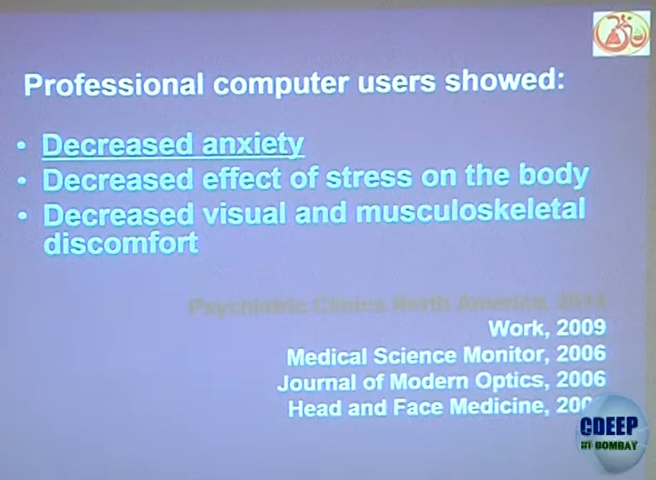 Professional computer users showed:
• Decreased anxiety
• Decreased effect of stress on the body
• Decreased visual and musculoskeletal
discomfort
Psychiatric Clinics North America,
Work, 2009
Medical Science Monitor, 2006
Journal of Modern Optics, 2006
Head and Face Medicine,
CDEEP
IIT BOMBAY